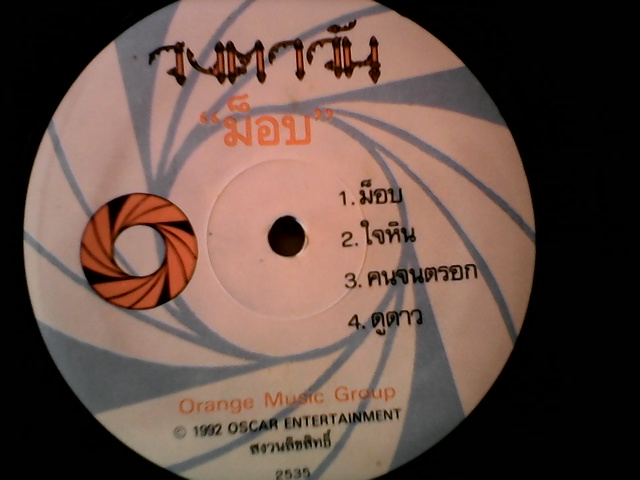 วงตาวัน
“ม็อบ”
1. ม็อบ
2. ใจหิน
3. คนจนตรอก
4. ดูดาว
Orange Music Group
© 1992 OSCAR ENTERTAINMENT
สงวนลิขสิทธิ์
2535